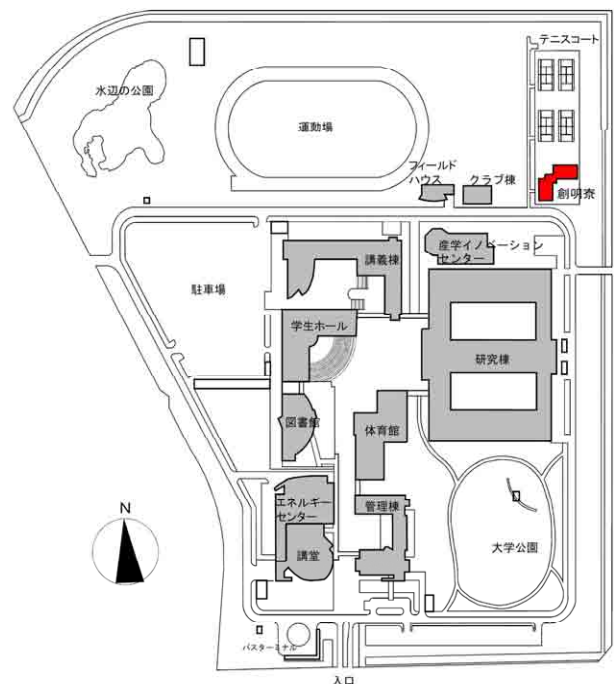 テニスコート
水辺の公園
運動場
フィールド
ハウス
クラブ棟
創明寮
講義棟
産学イノベーション
センター
駐車場
学生ホール
研究棟
図書館
体育館
エネルギー
センター
管理棟
N
講堂
大学公園
バスターミナル
入口